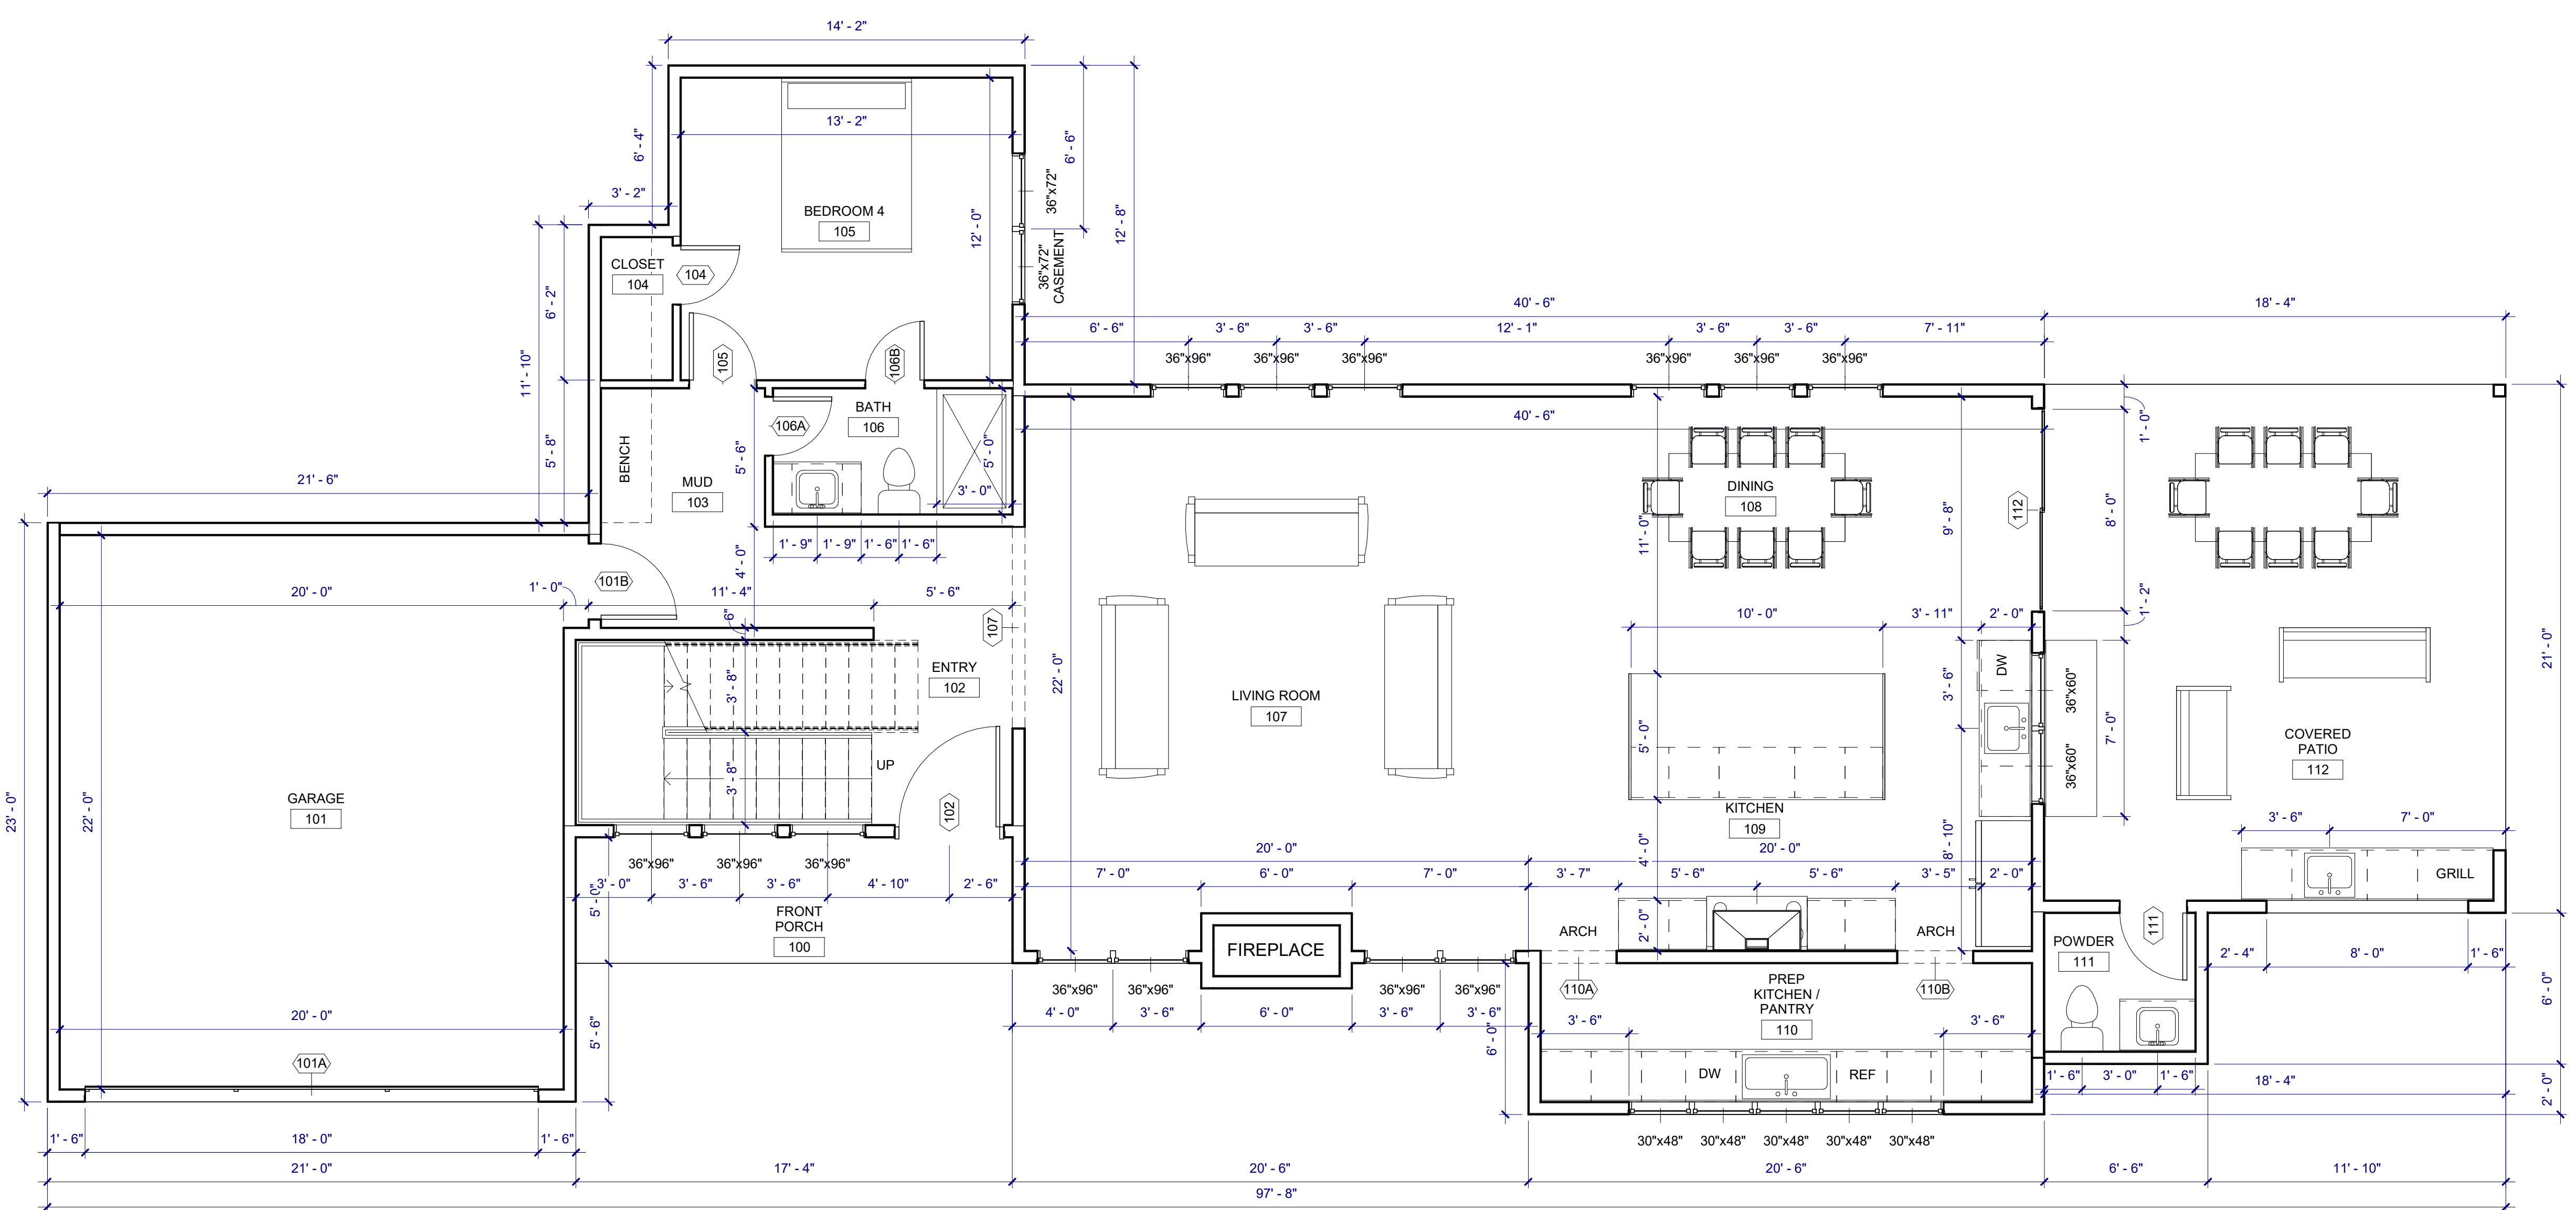 14' - 2"
13' - 2"
6' - 4"
3' - 2"
6' - 6"
12' - 8"
36"x72"
36"x72"
CASEMENT
12' - 0"
BEDROOM 4
105
CLOSET
104
104
6' - 2"
11' - 10"
5' - 8"
105
106B
40' - 6"
18' - 4"
6' - 6"
3' - 6"
3' - 6"
12' - 1"
3' - 6"
3' - 6"
7' - 11"
36"x96"
36"x96"
36"x96"
36"x96"
36"x96"
36"x96"
40' - 6"
BATH
106
106A
BENCH
MUD
103
5' - 6"
5' - 0"
3' - 0"
21' - 6"
1' - 9"
1' - 9"
1' - 6"
1' - 6"
4' - 0"
DINING
108
11' - 0"
9' - 8"
112
1' - 0"
8' - 0"
1' - 2"
21' - 0"
101B
20' - 0"
1' - 0"
11' - 4"
5' - 6"
6"
107
10' - 0"
3' - 11"
2' - 0"
ENTRY
102
3' - 8"
3' - 8"
UP
22' - 0"
LIVING ROOM
107
5' - 0"
DW
3' - 6"
36"x60"
36"x60"
7' - 0"
COVERED
PATIO
112
GARAGE
101
23' - 0"
22' - 0"
102
KITCHEN
109
3' - 6"
7' - 0"
36"x96"
36"x96"
36"x96"
3' - 0"
3' - 6"
3' - 6"
4' - 10"
2' - 6"
5' - 0"
20' - 0"
20' - 0"
4' - 0"
8' - 10"
7' - 0"
6' - 0"
7' - 0"
3' - 7"
5' - 6"
5' - 6"
3' - 5"
2' - 0"
GRILL
FRONT
PORCH
100
FIREPLACE
ARCH
2' - 0"
ARCH
POWDER
111
111
2' - 4"
8' - 0"
1' - 6"
6' - 0"
36"x96"
36"x96"
36"x96"
36"x96"
110A
PREP
KITCHEN /
PANTRY
110
110B
4' - 0"
3' - 6"
6' - 0"
3' - 6"
3' - 6"
3' - 6"
3' - 6"
20' - 0"
5' - 6"
6' - 0"
101A
DW
REF
1' - 6"
3' - 0"
1' - 6"
18' - 4"
2' - 0"
1' - 6"
18' - 0"
1' - 6"
30"x48"
30"x48"
30"x48"
30"x48"
30"x48"
21' - 0"
17' - 4"
20' - 6"
20' - 6"
6' - 6"
11' - 10"
97' - 8"